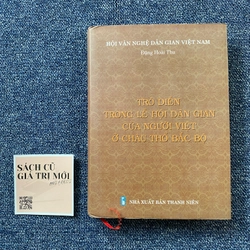 HỘI VĂN NGHỆ DÂN GIAN VIỆT NAM
Đặng Hoài Thu
TRÒ DIỄN
TRONG LỄ HỘI DÂN GIAN
CỦA NGƯỜI VIỆT
Ở CHÂU THỔ BẮC BỘ
NHÀ XUẤT BẢN THANH NIÊN
SÁCH CŨ
GIÁ TRỊ MỚI